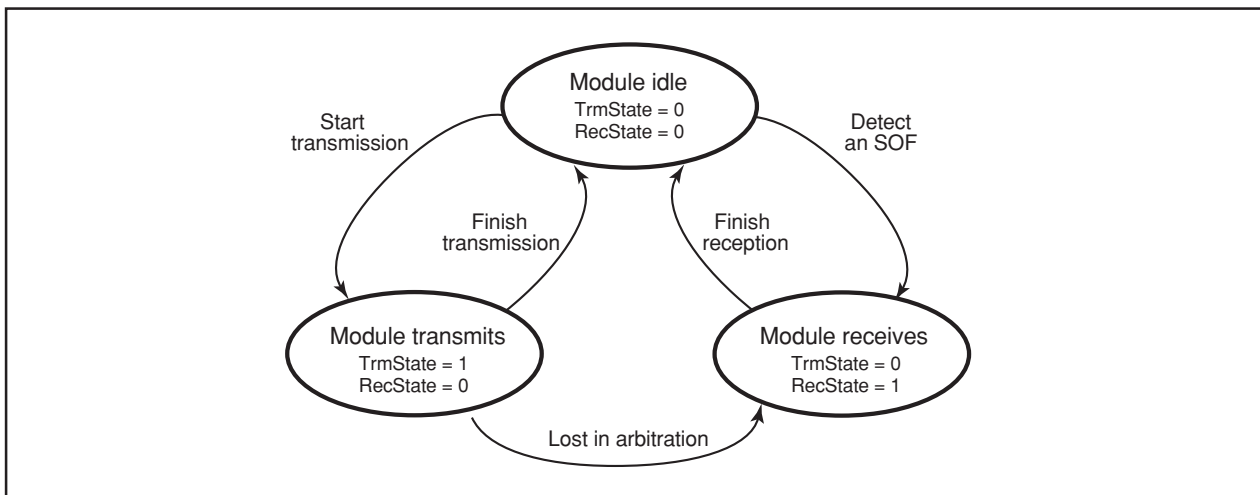 Module idle
TrmState = 0
RecState = 0
Start
transmission
Detect
an SOF
Finish
transmission
Finish
reception
Module transmits
TrmState = 1
RecState = 0
Module receives
TrmState = 0
RecState = 1
Lost in arbitration